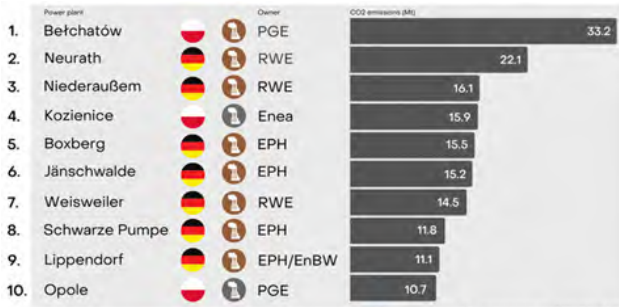 Power plant Owner CO2 emissions (Mt)
1. Bełchatów PGE 33.2
2. Neurath RWE 22.1
3. Niederaußem RWE 16.1
4. Kozienice Enea 15.9
5. Boxberg EPH 15.5
6. Jänschwalde EPH 15.2
7. Weisweiler RWE 14.5
8. Schwarze Pumpe EPH 11.8
9. Lippendorf EPH/EnBW 11.1
10. Opole PGE 10.7